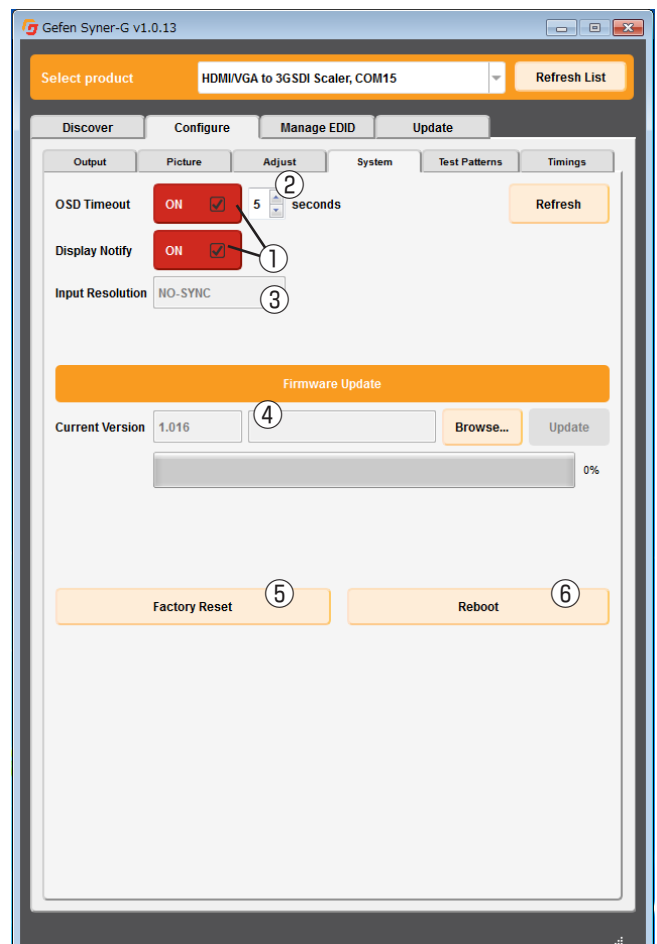 Gefen Syner-G v1.0.13
Select product HDMI/VGA to 3GSDI Scaler, COM15 Refresh List
Discover Configure Manage EDID Update
Output Picture Adjust System Test Patterns Timings
OSD Timeout ON 5 seconds ② Refresh
Display Notify ON ①
Input Resolution NO-SYNC ③
Firmware Update
Current Version 1.016 ④ Browse... Update
0%
Factory Reset ⑤ Reboot ⑥